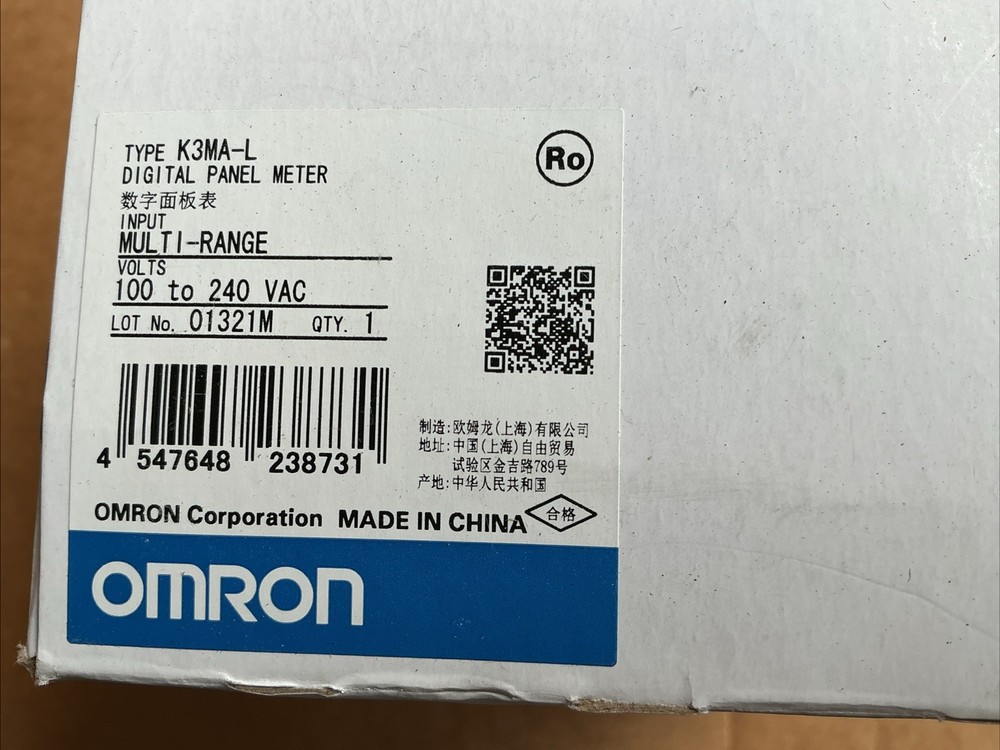 TYPE K3MA-L
DIGITAL PANEL METER
数字面板表
INPUT
MULTI-RANGE
VOLTS
100 to 240 VAC
LOT No. 01321M QTY. 1
Ro
4 547648 238731
制造:欧姆龙(上海)有限公司
地址:中国(上海)自由贸易
试验区金吉路789号
产地:中华人民共和国
OMRON Corporation MADE IN CHINA
合格
OMRON